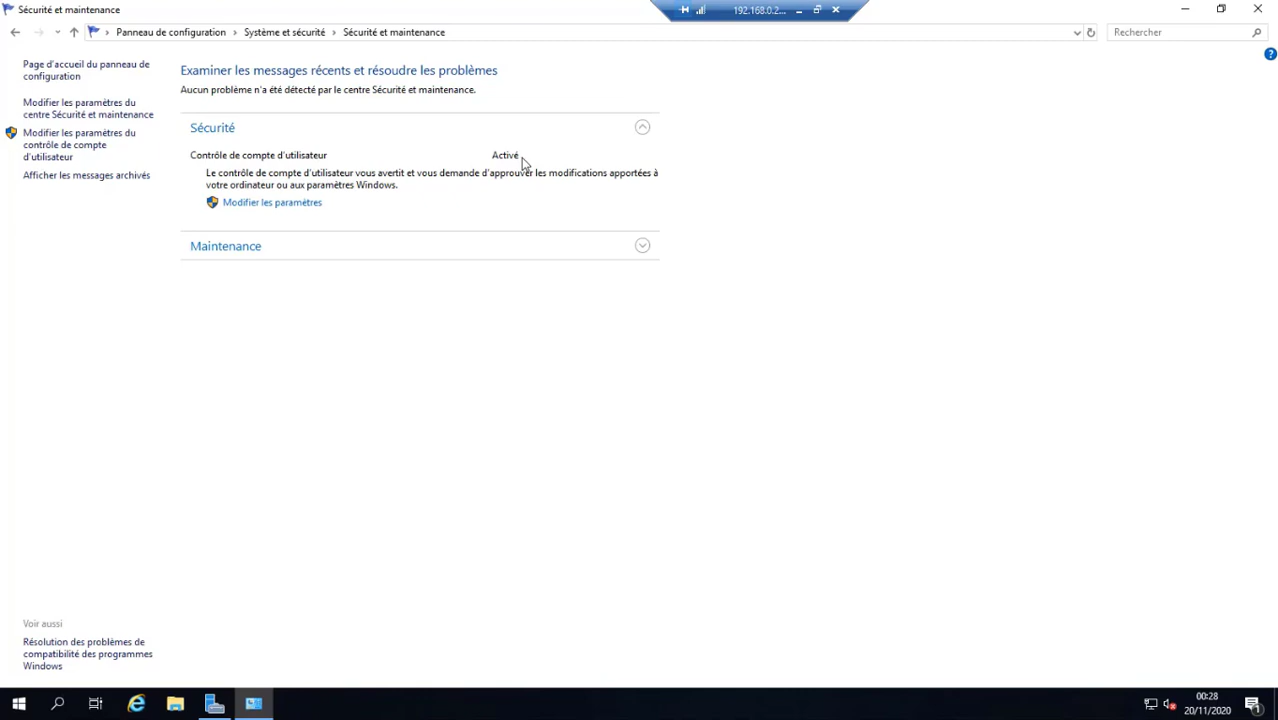 Sécurité et maintenance
192.168.0.2...
Panneau de configuration > Système et sécurité > Sécurité et maintenance
Rechercher
Page d'accueil du panneau de
configuration
Modifier les paramètres du
centre Sécurité et maintenance
Modifier les paramètres du
contrôle de compte
d'utilisateur
Afficher les messages archivés
Examiner les messages récents et résoudre les problèmes
Aucun problème n'a été détecté par le centre Sécurité et maintenance.
Sécurité
Contrôle de compte d'utilisateur Activé
Le contrôle de compte d'utilisateur vous avertit et vous demande d'approuver les modifications apportées à
votre ordinateur ou aux paramètres Windows.
Modifier les paramètres
Maintenance
Voir aussi
Résolution des problèmes de
compatibilité des programmes
Windows
00:28
20/11/2020
1